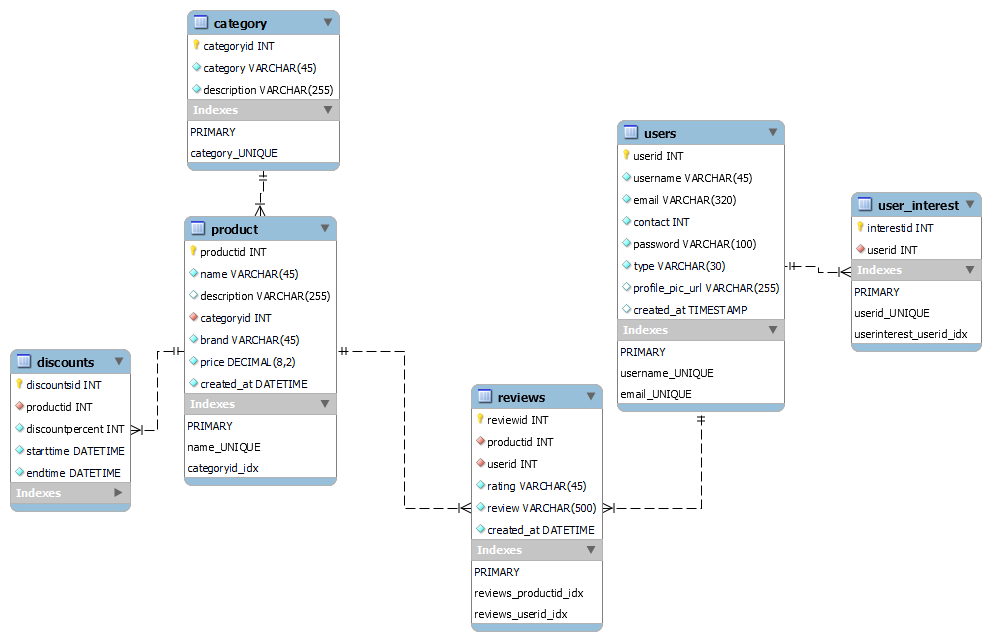 category
categoryid INT
category VARCHAR(45)
description VARCHAR(255)
Indexes
PRIMARY
category_UNIQUE
product
productid INT
name VARCHAR(45)
description VARCHAR(255)
categoryid INT
brand VARCHAR(45)
price DECIMAL(8,2)
created_at DATETIME
Indexes
PRIMARY
name_UNIQUE
categoryid_idx
discounts
discountsid INT
productid INT
discountpercent INT
starttime DATETIME
endtime DATETIME
Indexes
reviews
reviewid INT
productid INT
userid INT
rating VARCHAR(45)
review VARCHAR(500)
created_at DATETIME
Indexes
PRIMARY
reviews_productid_idx
reviews_userid_idx
users
userid INT
username VARCHAR(45)
email VARCHAR(320)
contact INT
password VARCHAR(100)
type VARCHAR(30)
profile_pic_url VARCHAR(255)
created_at TIMESTAMP
Indexes
PRIMARY
username_UNIQUE
email_UNIQUE
user_interest
interestid INT
userid INT
Indexes
PRIMARY
userid_UNIQUE
userinterest_userid_idx